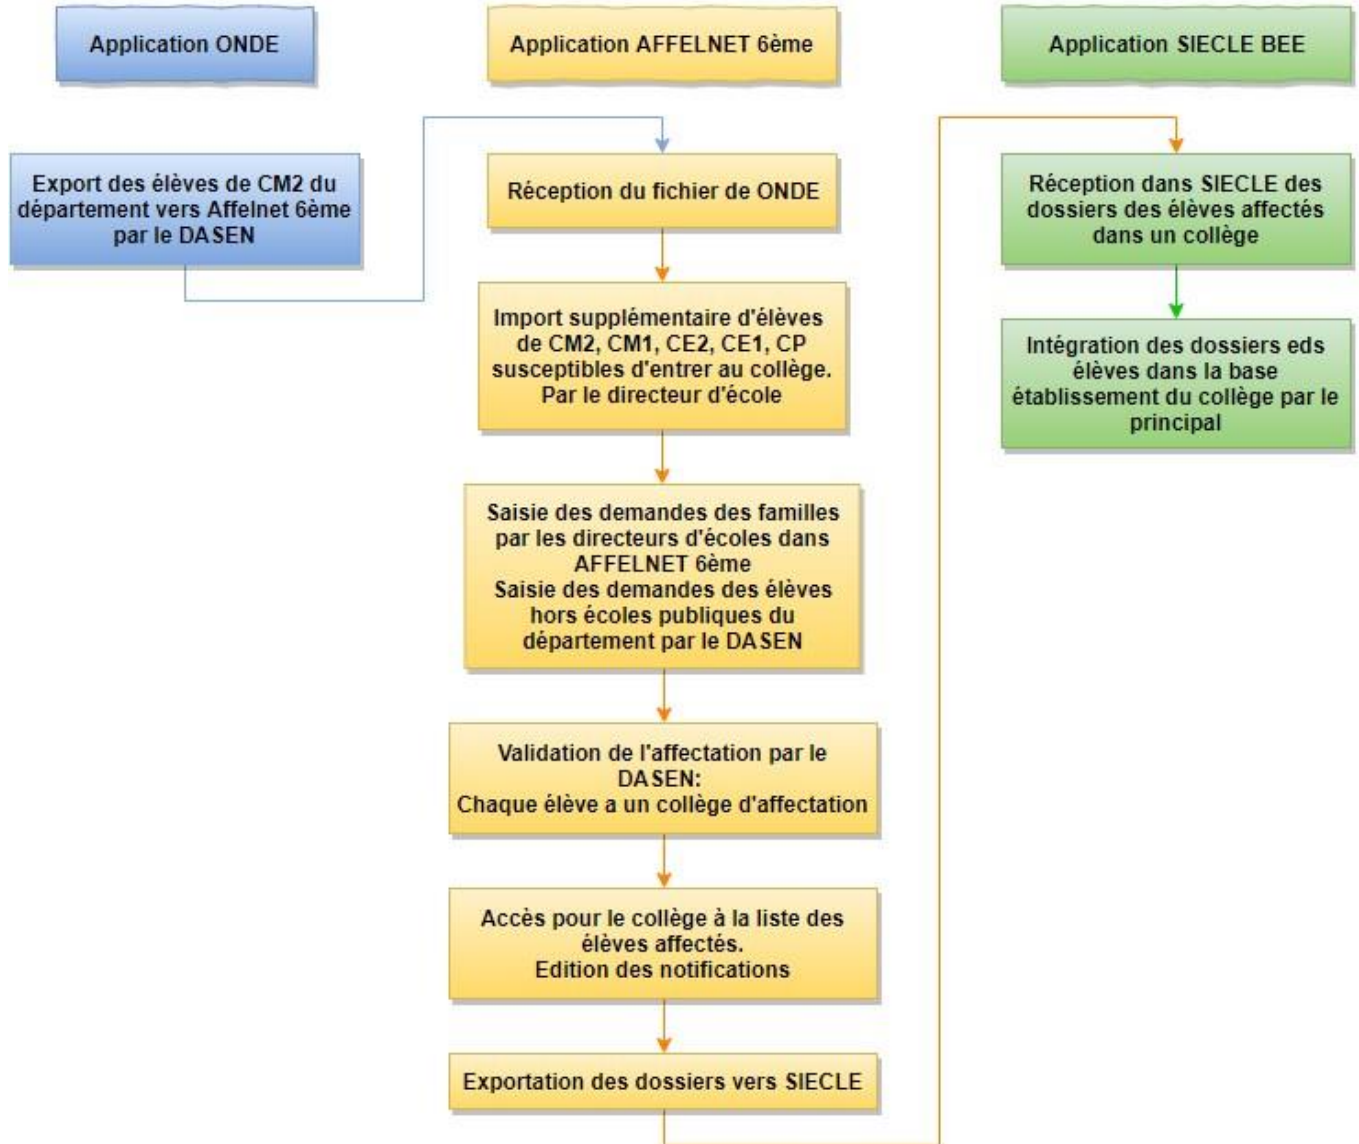 Application ONDE
Application AFFELNET 6ème
Application SIECLE BEE
Export des élèves de CM2 du
département vers Affelnet 6ème
par le DASEN
Réception du fichier de ONDE
Import supplémentaire d'élèves
de CM2, CM1, CE2, CE1, CP
susceptibles d'entrer au collège.
Par le directeur d'école
Saisie des demandes des familles
par les directeurs d'écoles dans
AFFELNET 6ème
Saisie des demandes des élèves
hors écoles publiques du
département par le DASEN
Validation de l'affectation par le
DASEN:
Chaque élève a un collège d'affectation
Accès pour le collège à la liste des
élèves affectés.
Edition des notifications
Exportation des dossiers vers SIECLE
Réception dans SIECLE des
dossiers des élèves affectés
dans un collège
Intégration des dossiers eds
élèves dans la base
établissement du collège par le
principal